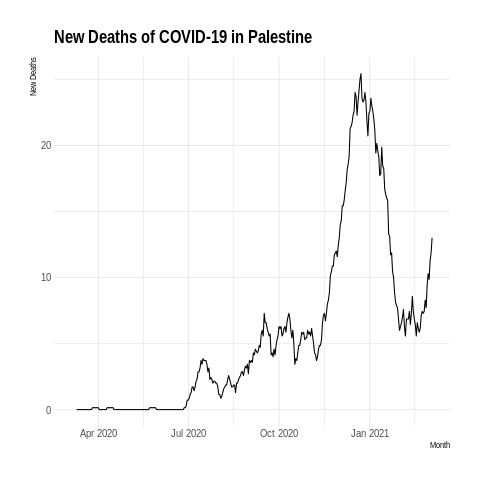 New Deaths of COVID-19 in Palestine
New Deaths
20
10
0
Apr 2020 Jul 2020 Oct 2020 Jan 2021
Month